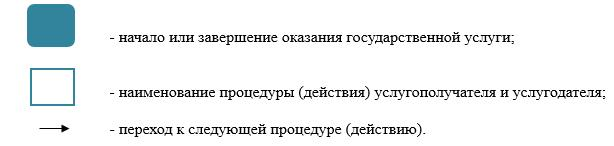 - начало или завершение оказания государственной услуги;
- наименование процедуры (действия) услугополучателя и услугодателя;
- переход к следующей процедуре (действию).